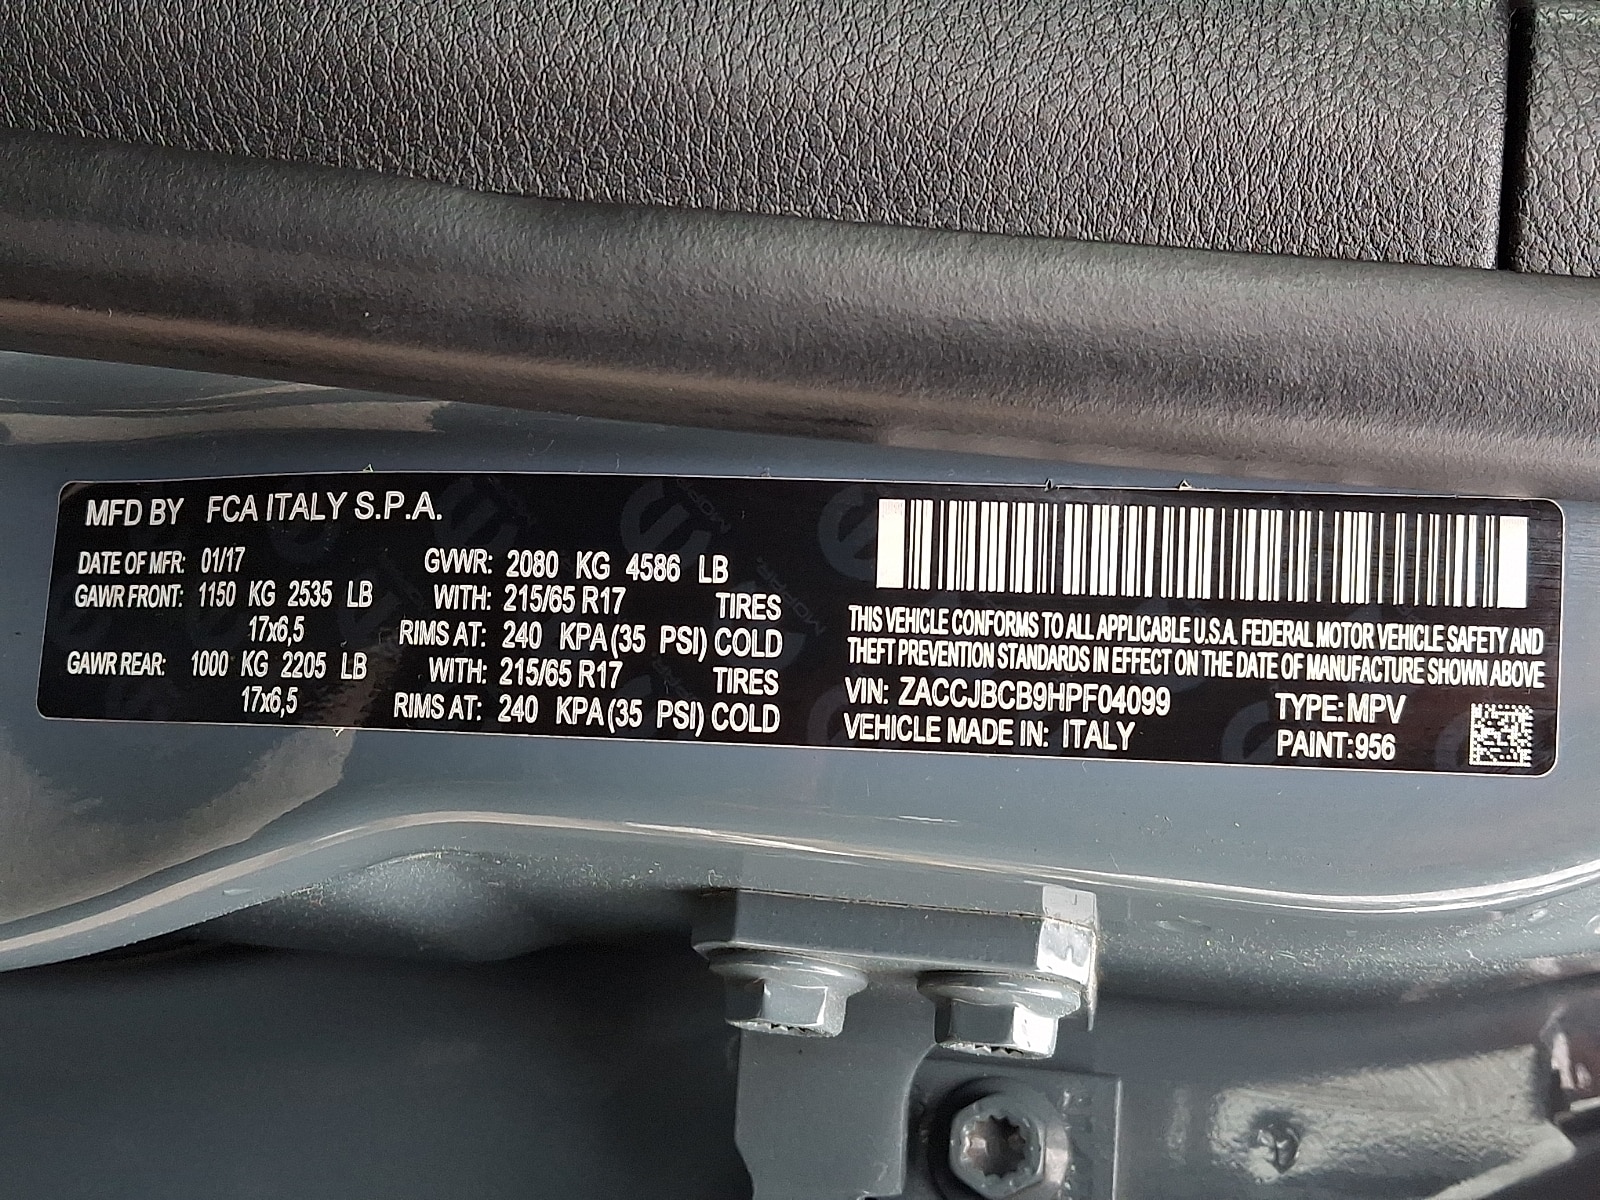 MFD BY FCA ITALY S.P.A.
DATE OF MFR: 01/17 GVWR: 2080 KG 4586 LB
GAWR FRONT: 1150 KG 2535 LB WITH: 215/65 R17 TIRES
17x6,5 RIMS AT: 240 KPA(35 PSI) COLD
GAWR REAR: 1000 KG 2205 LB WITH: 215/65 R17 TIRES
17x6,5 RIMS AT: 240 KPA(35 PSI) COLD
THIS VEHICLE CONFORMS TO ALL APPLICABLE U.S.A. FEDERAL MOTOR VEHICLE SAFETY AND
THEFT PREVENTION STANDARDS IN EFFECT ON THE DATE OF MANUFACTURE SHOWN ABOVE
VIN: ZACCJBCB9HPF04099 TYPE:MPV
VEHICLE MADE IN: ITALY PAINT:956